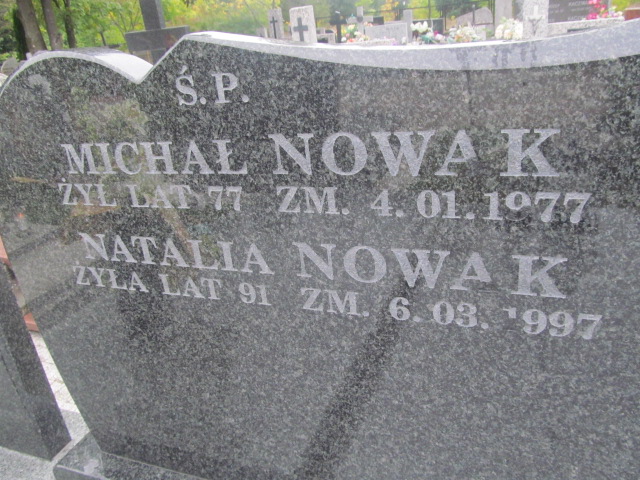 Ś.P.
MICHAŁ NOWAK
ŻYŁ LAT 77 ZM. 4.01.1977
NATALIA NOWAK
ŻYŁA LAT 91 ZM. 6.03.1997